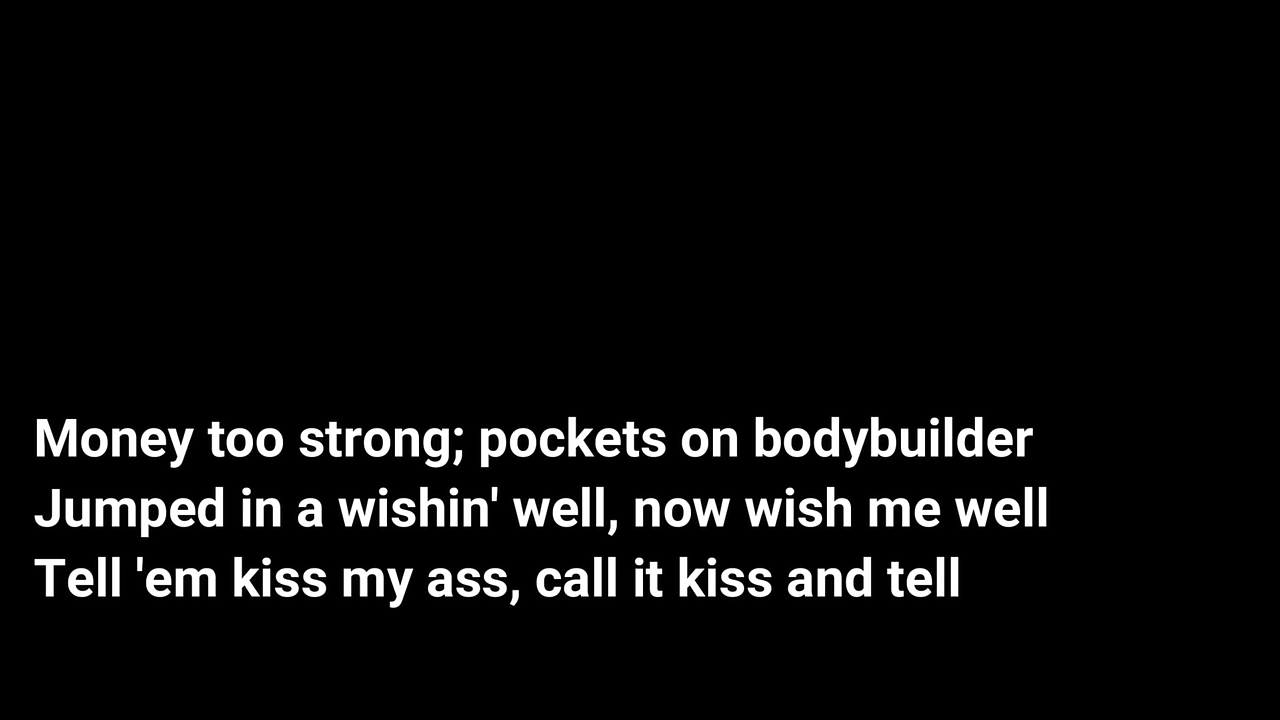 Money too strong; pockets on bodybuilder
Jumped in a wishin' well, now wish me well
Tell 'em kiss my ass, call it kiss and tell